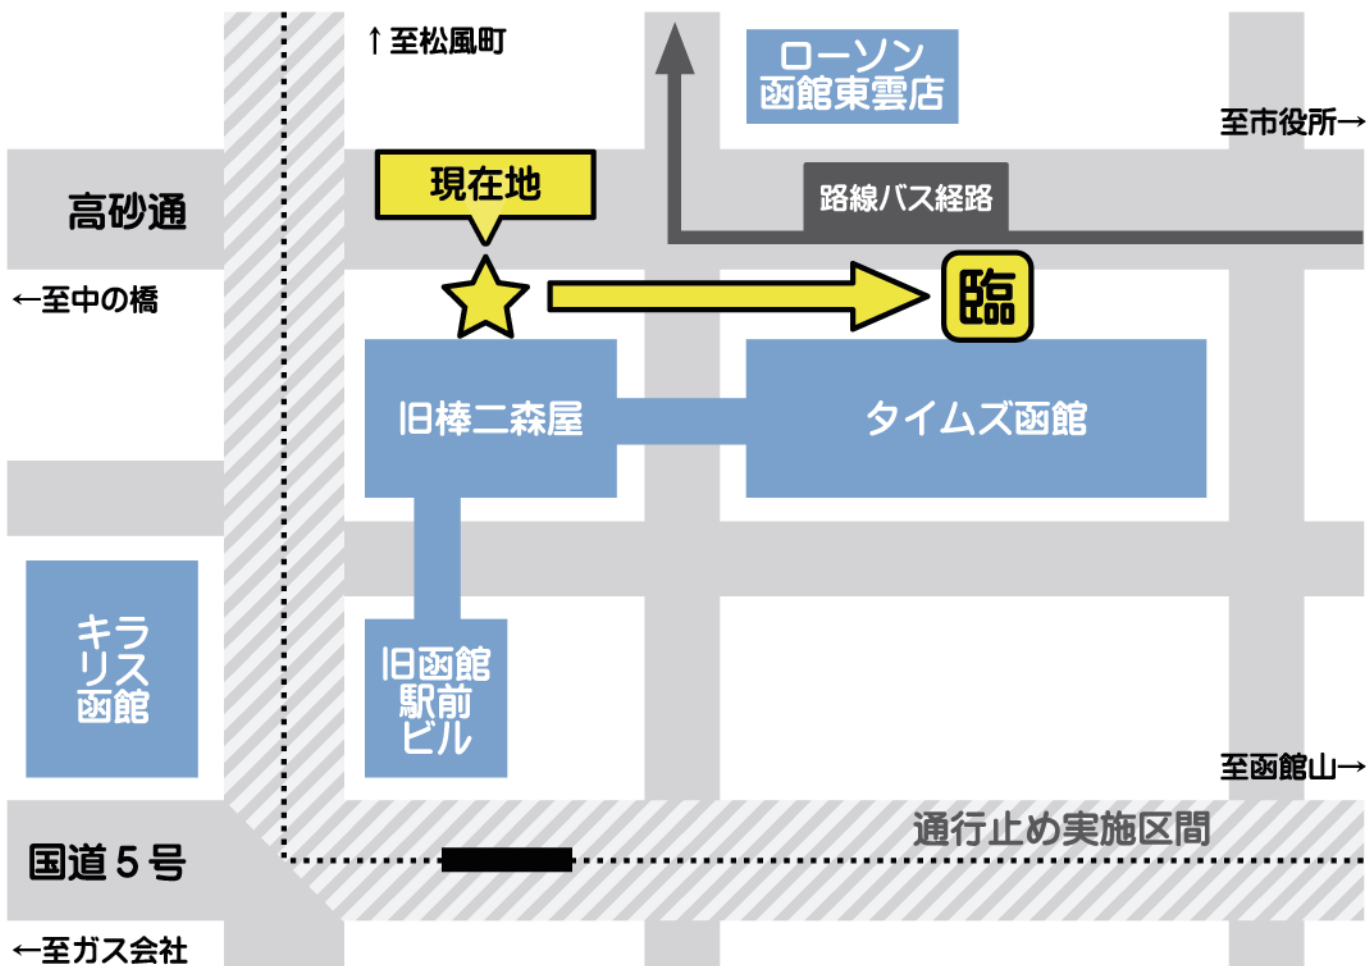 ↑至松風町
ローソン
函館東雲店
至市役所→
現在地
路線バス経路
高砂通
←至中の橋
臨
旧棒二森屋
タイムズ函館
キラ
リス
函館
旧函館
駅前
ビル
至函館山→
通行止め実施区間
国道5号
←至ガス会社